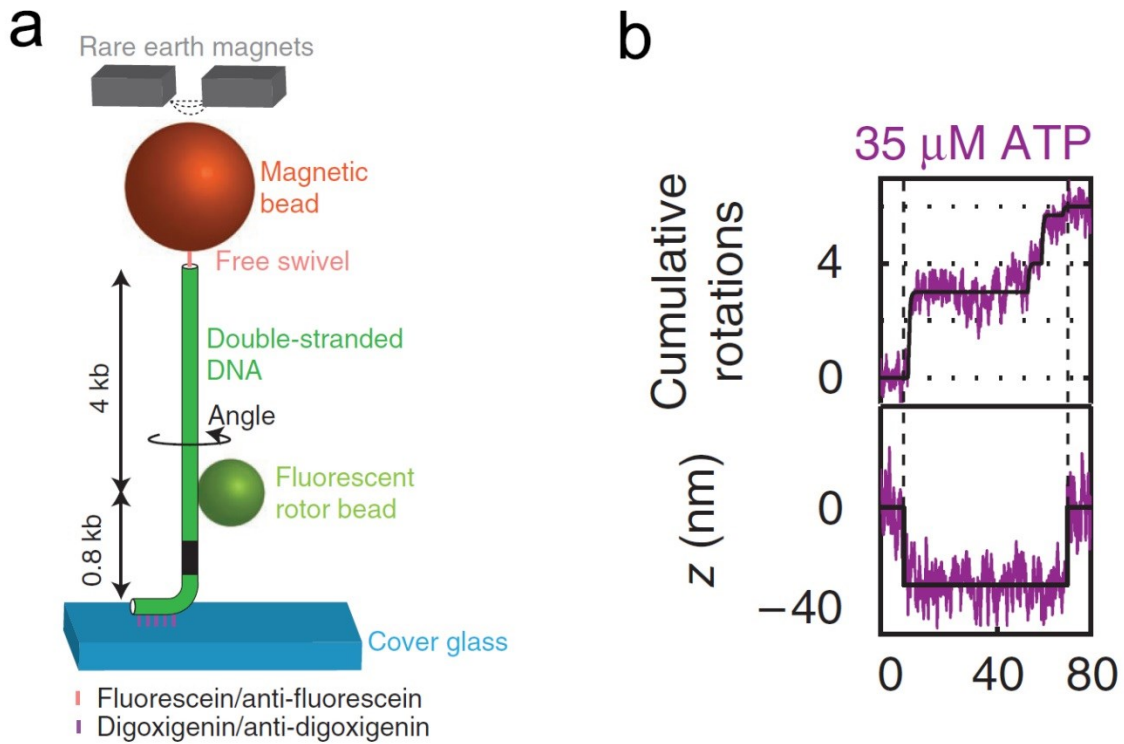 a
Rare earth magnets
Magnetic
bead
Free swivel
Double-stranded
DNA
4 kb
Angle
Fluorescent
rotor bead
0.8 kb
Cover glass
Fluorescein/anti-fluorescein
Digoxigenin/anti-digoxigenin
b
35 μM ATP
Cumulative
rotations
4
0
z (nm)
0
−40
0 40 80